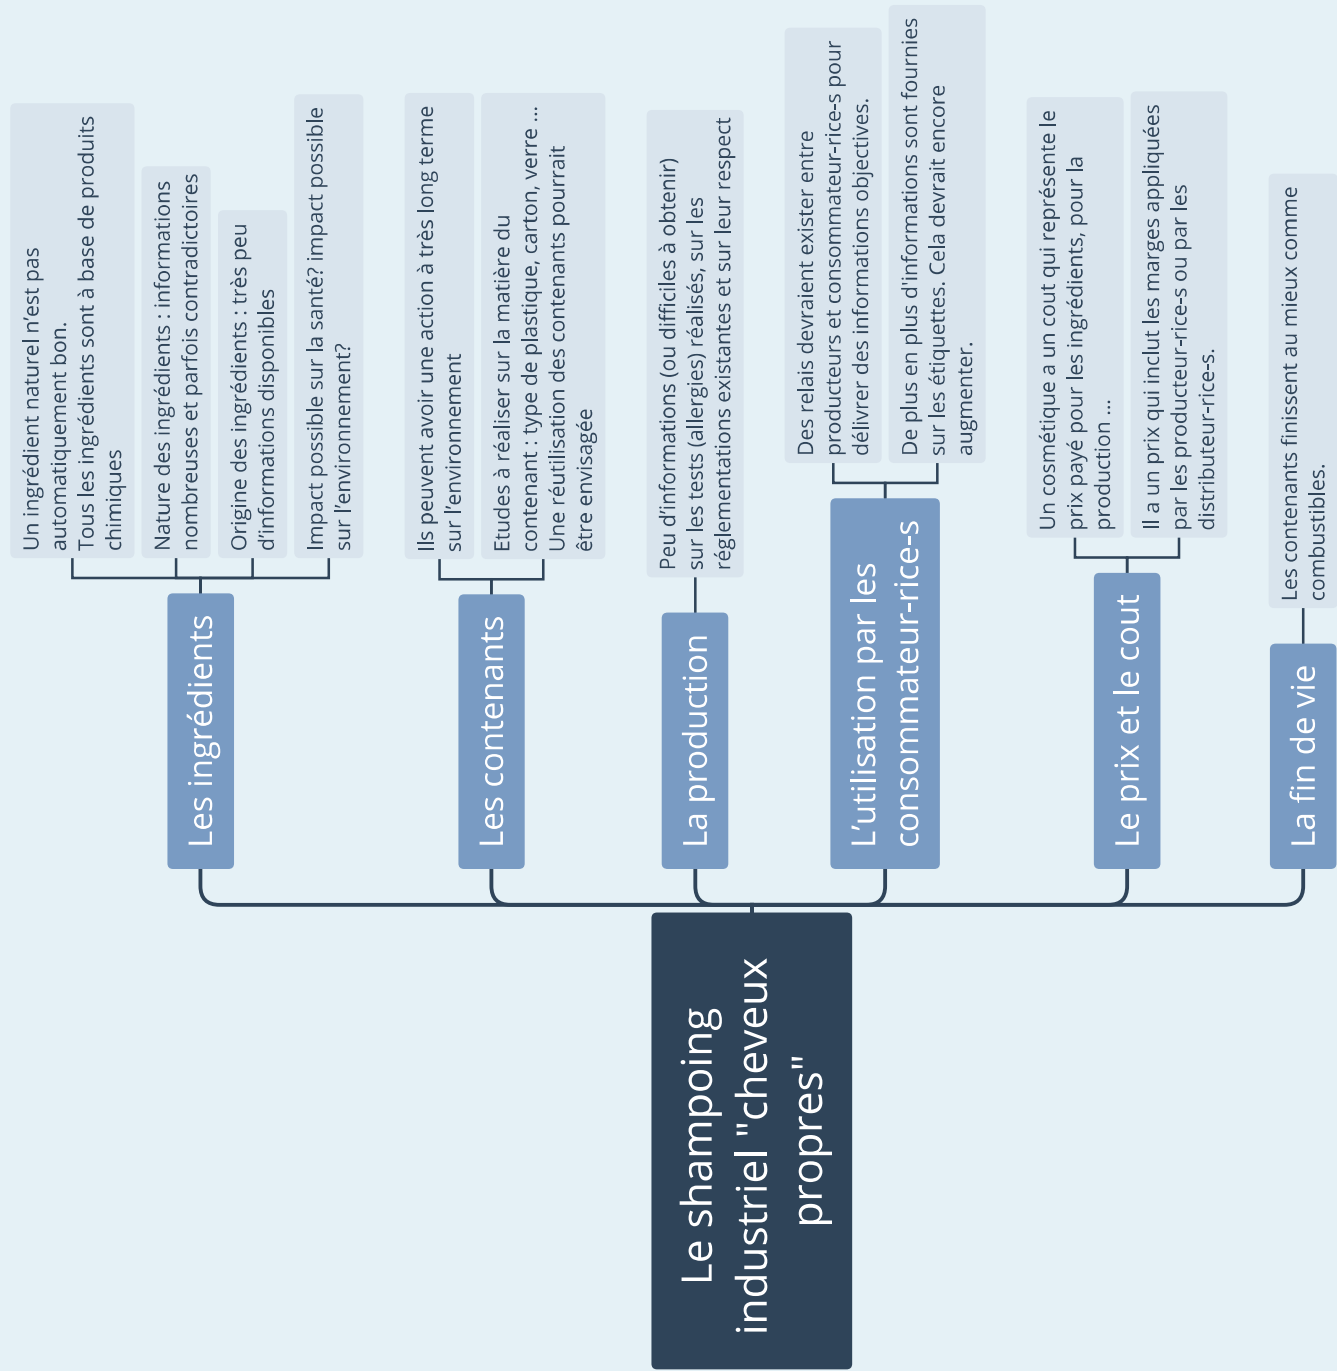 Le shampoing
industriel "cheveux
propres"
Les ingrédients
Un ingrédient naturel n'est pas
automatiquement bon.
Tous les ingrédients sont à base de produits
chimiques
Nature des ingrédients : informations
nombreuses et parfois contradictoires
Origine des ingrédients : très peu
d'informations disponibles
Impact possible sur la santé? impact possible
sur l'environnement?
Les contenants
Ils peuvent avoir une action à très long terme
sur l'environnement
Etudes à réaliser sur la matière du
contenant : type de plastique, carton, verre ...
Une réutilisation des contenants pourrait
être envisagée
La production
Peu d'informations (ou difficiles à obtenir)
sur les tests (allergies) réalisés, sur les
réglementations existantes et sur leur respect
L'utilisation par les
consommateur-rice-s
Des relais devraient exister entre
producteurs et consommateur-rice-s pour
délivrer des informations objectives.
De plus en plus d'informations sont fournies
sur les étiquettes. Cela devrait encore
augmenter.
Le prix et le cout
Un cosmétique a un cout qui représente le
prix payé pour les ingrédients, pour la
production ...
Il a un prix qui inclut les marges appliquées
par les producteur-rice-s ou par les
distributeur-rice-s.
La fin de vie
Les contenants finissent au mieux comme
combustibles.